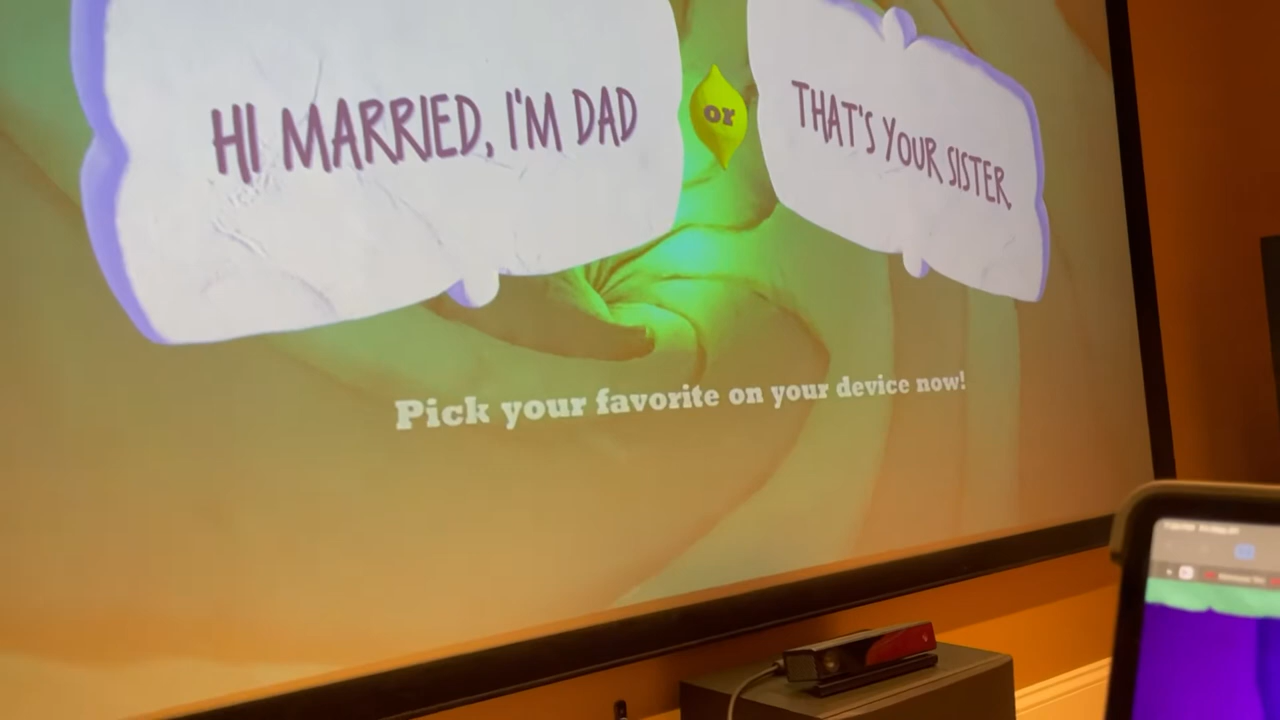 HI MARRIED, I'M DAD
or
THAT'S YOUR SISTER
Pick your favorite on your device now!